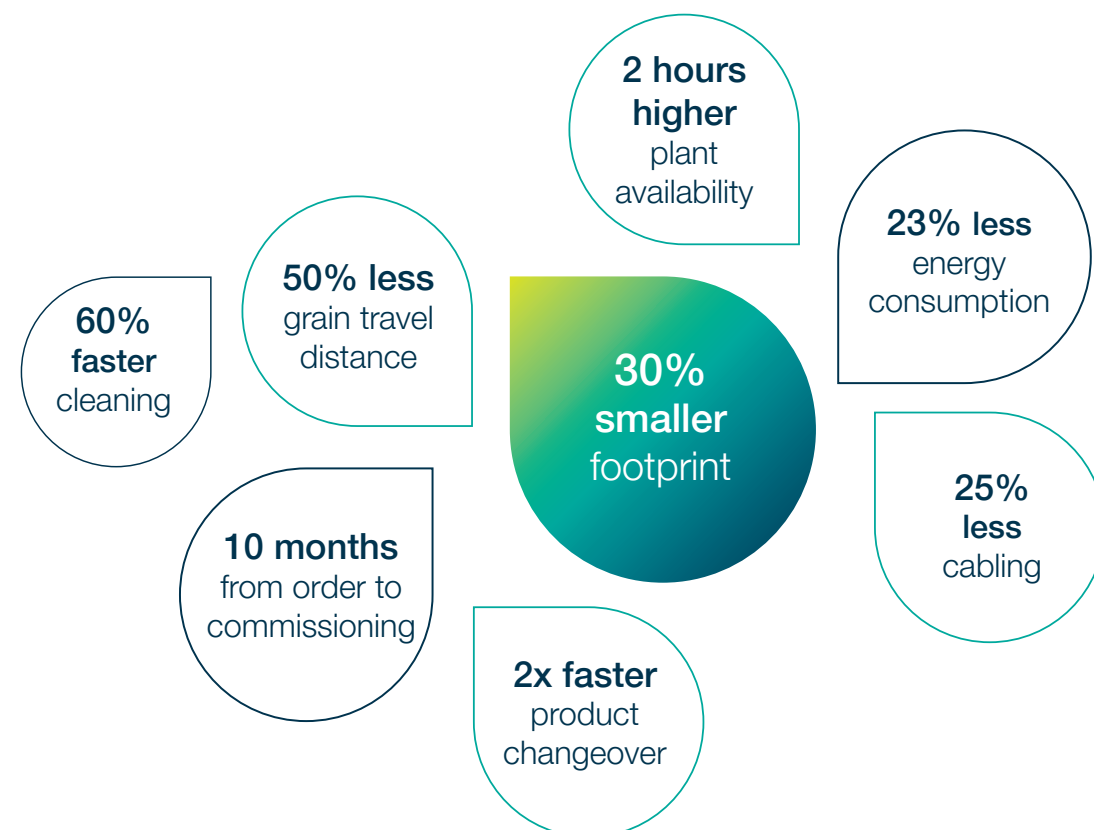 2 hours
higher
plant
availability
23% less
energy
consumption
50% less
grain travel
distance
60%
faster
cleaning
30%
smaller
footprint
25%
less
cabling
10 months
from order to
commissioning
2x faster
product
changeover